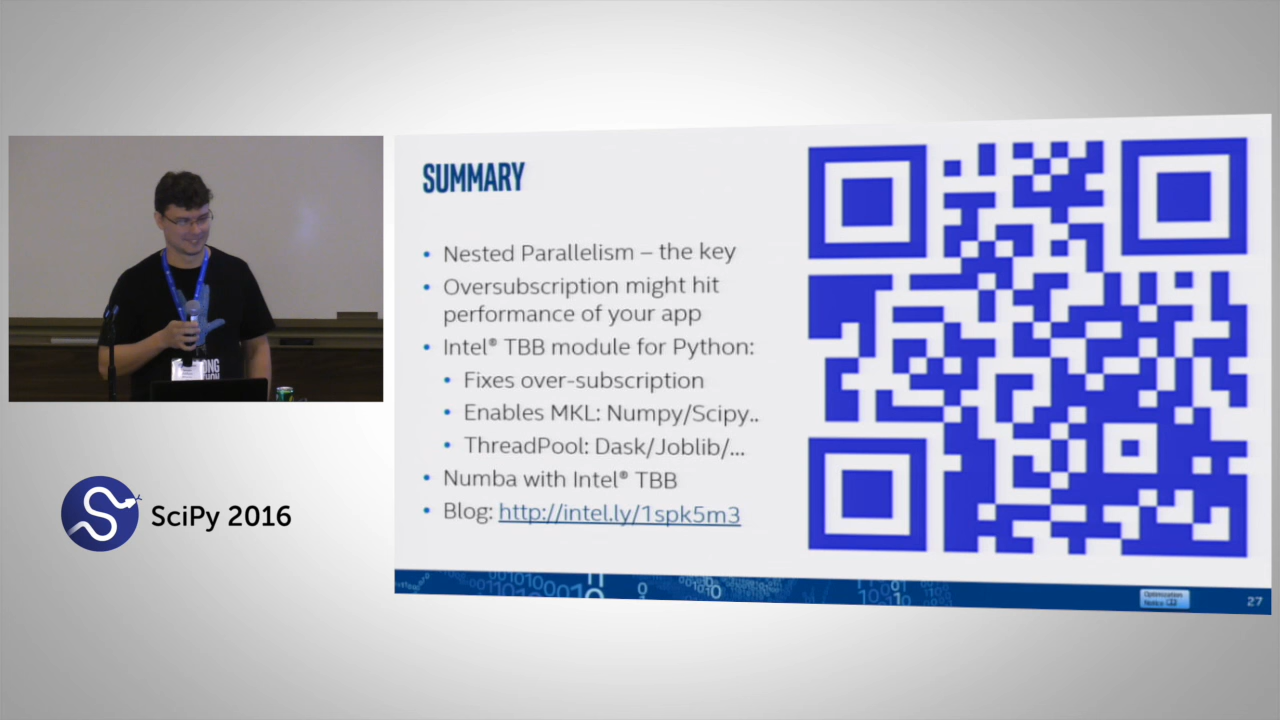 SUMMARY
• Nested Parallelism – the key
• Oversubscription might hit
performance of your app
• Intel® TBB module for Python:
• Fixes over-subscription
• Enables MKL: Numpy/Scipy..
• ThreadPool: Dask/Joblib/...
• Numba with Intel® TBB
• Blog: http://intel.ly/1spk5m3
Optimization
Notice
27
SciPy 2016